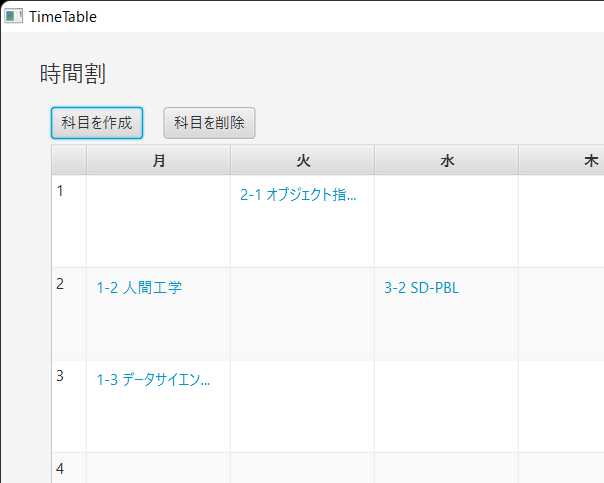 TimeTable
時間割
科目を作成 科目を削除
月 火 水 木
1 2-1 オブジェクト指...
2 1-2 人間工学 3-2 SD-PBL
3 1-3 データサイエン...
4